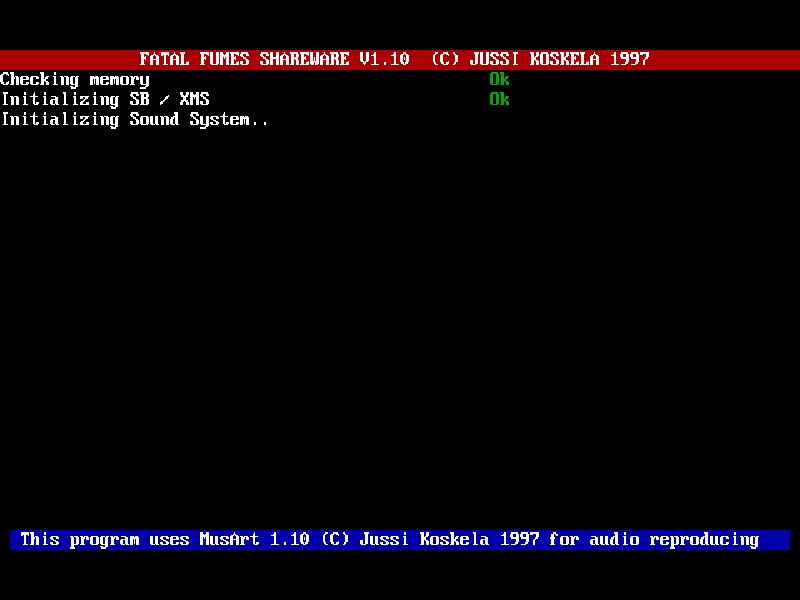 FATAL FUMES SHAREWARE V1.10 (C) JUSSI KOSKELA 1997
Checking memory Ok
Initializing SB / XMS Ok
Initializing Sound System..
This program uses MusArt 1.10 (C) Jussi Koskela 1997 for audio reproducing